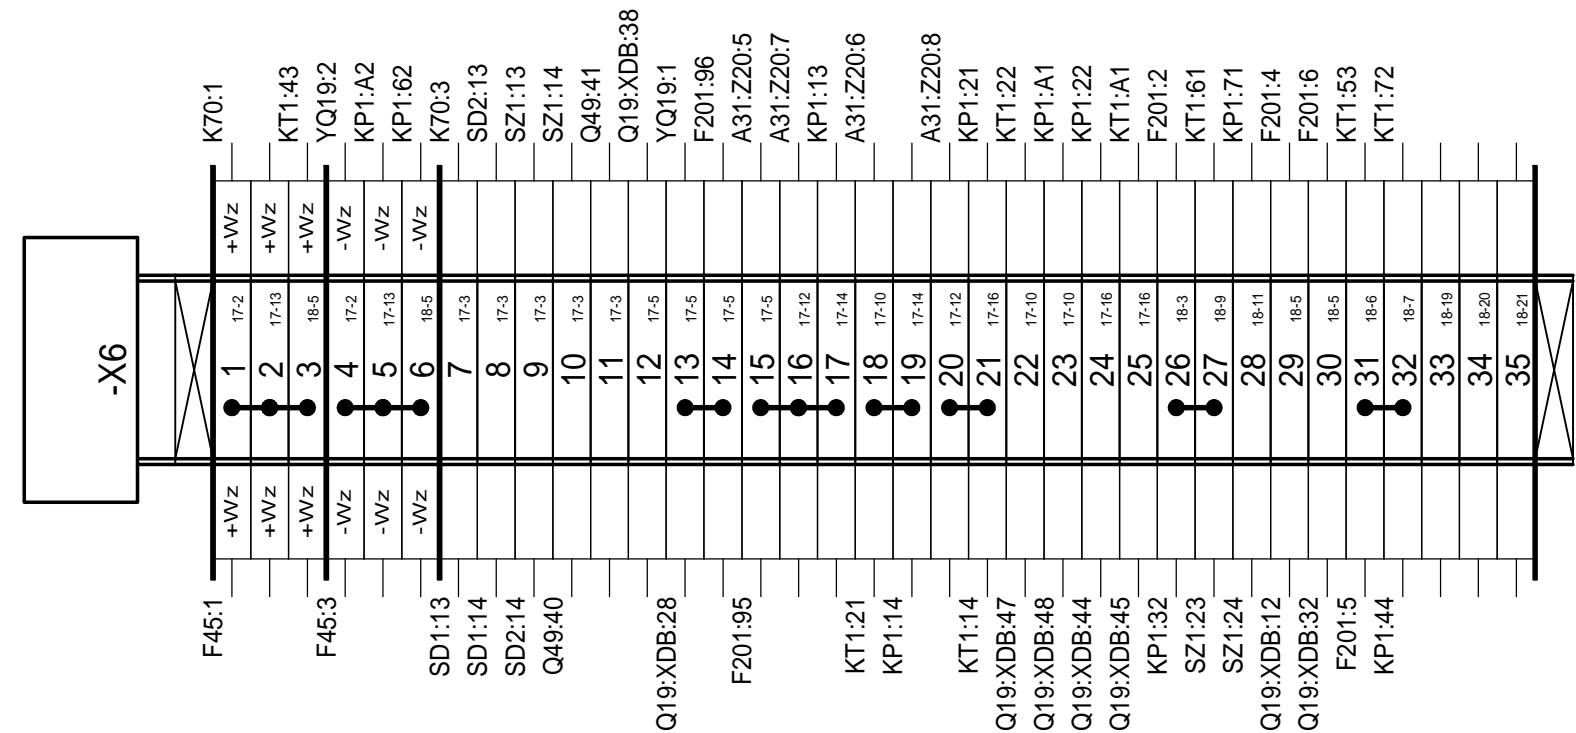 -X6
K70:1
KT1:43
YQ19:2
KP1:A2
KP1:62
K70:3
SD2:13
SZ1:13
SZ1:14
Q49:41
Q19:XDB:38
YQ19:1
F201:96
A31:Z20:5
A31:Z20:7
KP1:13
A31:Z20:6
A31:Z20:8
KP1:21
KT1:22
KP1:A1
KP1:22
KT1:A1
F201:2
KT1:61
KP1:71
F201:4
F201:6
KT1:53
KT1:72
+Wz
+Wz
+Wz
-Wz
-Wz
-Wz
17-2
17-13
18-5
17-2
17-13
18-5
17-3
17-3
17-3
17-3
17-3
17-5
17-5
17-5
17-5
17-12
17-14
17-10
17-14
17-12
17-16
17-10
17-10
17-16
17-16
18-3
18-9
18-11
18-5
18-5
18-6
18-7
18-19
18-20
18-21
1
2
3
4
5
6
7
8
9
10
11
12
13
14
15
16
17
18
19
20
21
22
23
24
25
26
27
28
29
30
31
32
33
34
35
+Wz
+Wz
+Wz
-Wz
-Wz
-Wz
F45:1
F45:3
SD1:13
SD1:14
SD2:14
Q49:40
Q19:XDB:28
F201:95
KT1:21
KP1:14
KT1:14
Q19:XDB:47
Q19:XDB:48
Q19:XDB:44
Q19:XDB:45
KP1:32
SZ1:23
SZ1:24
Q19:XDB:12
Q19:XDB:32
F201:5
KP1:44